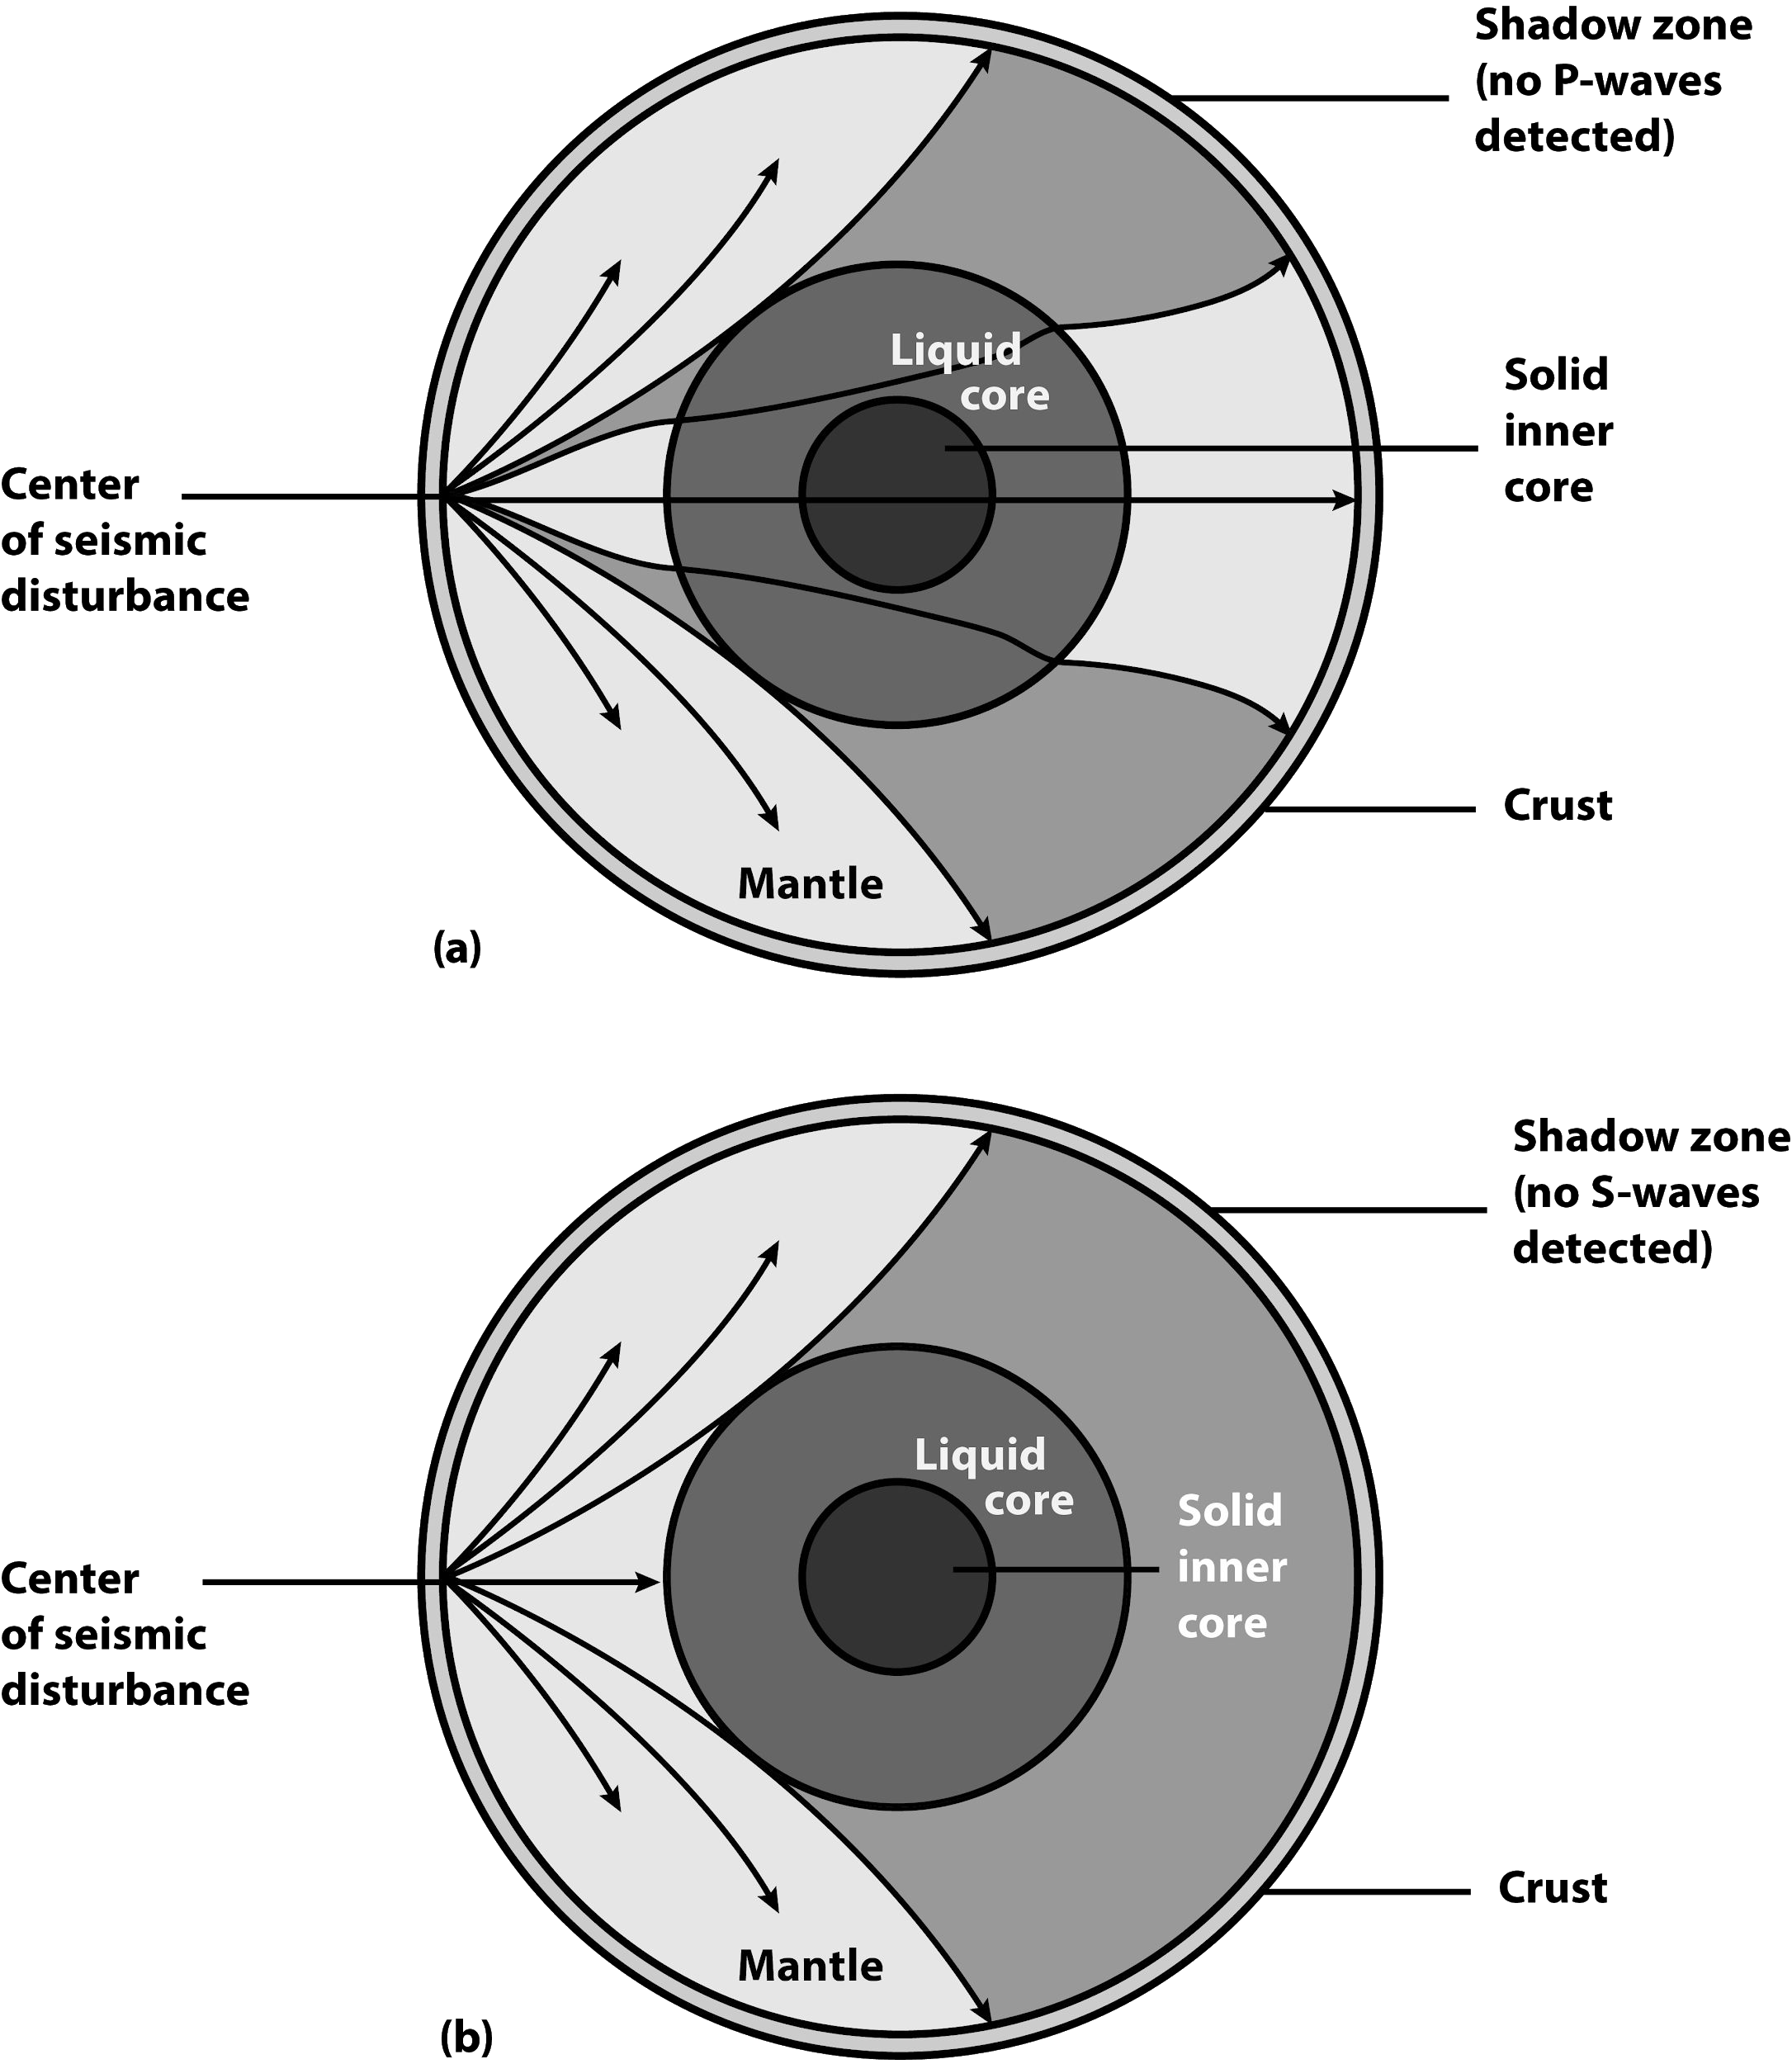 Shadow zone
(no P-waves
detected)
Liquid
core
Solid
inner
core
Center
of seismic
disturbance
Crust
Mantle
(a)
Shadow zone
(no S-waves
detected)
Liquid
core
Solid
inner
core
Center
of seismic
disturbance
Crust
Mantle
(b)